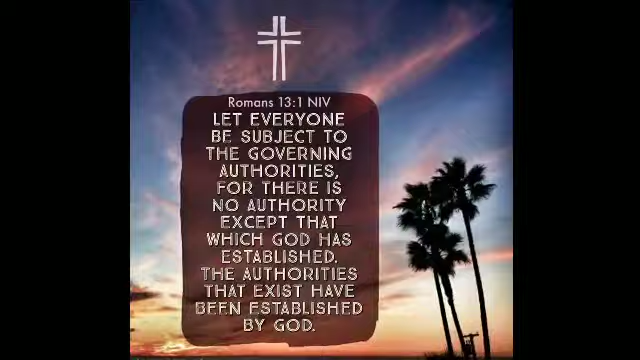 Romans 13:1 NIV
LET EVERYONE
BE SUBJECT TO
THE GOVERNING
AUTHORITIES,
FOR THERE IS
NO AUTHORITY
EXCEPT THAT
WHICH GOD HAS
ESTABLISHED.
THE AUTHORITIES
THAT EXIST HAVE
BEEN ESTABLISHED
BY GOD.